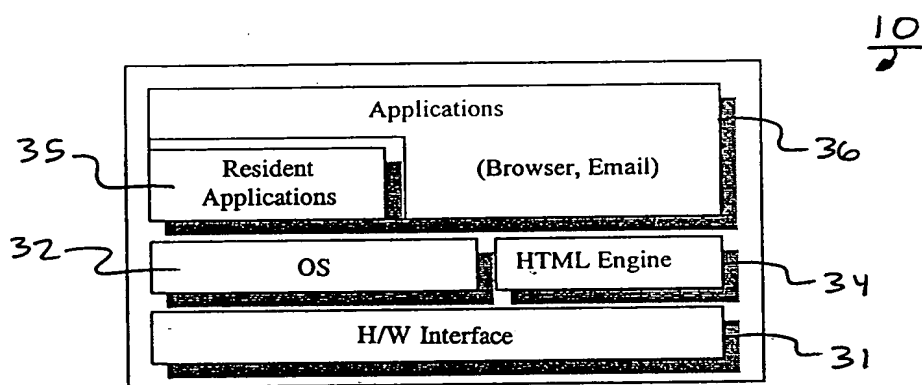 10
Applications
35
Resident
Applications
(Browser, Email)
36
32
OS
HTML Engine
34
H/W Interface
31